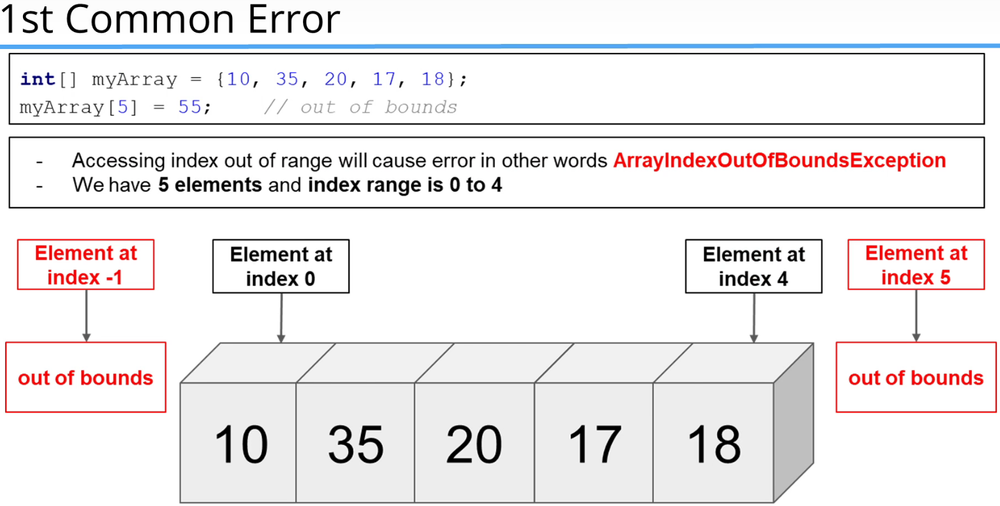 1st Common Error
int[] myArray = {10, 35, 20, 17, 18};
myArray[5] = 55;    // out of bounds
- Accessing index out of range will cause error in other words ArrayIndexOutOfBoundsException
- We have 5 elements and index range is 0 to 4
Element at
index -1
Element at
index 0
Element at
index 4
Element at
index 5
out of bounds
out of bounds
10 35 20 17 18